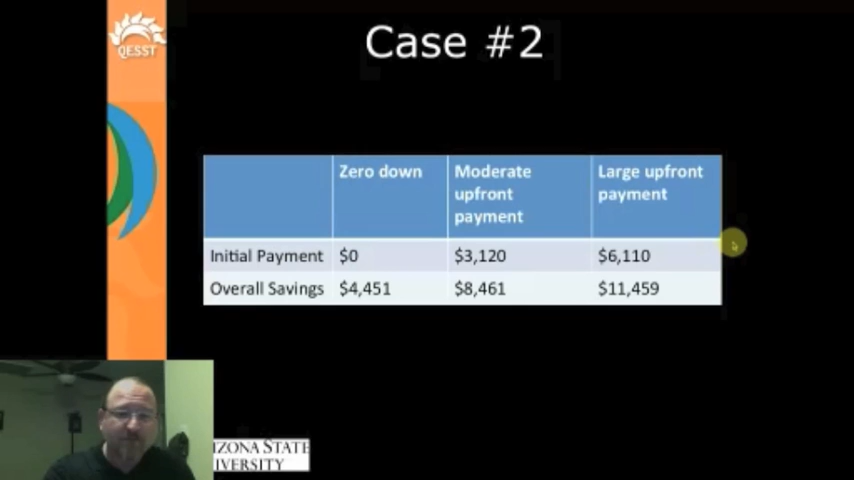 QESST
Case #2
Zero down
Moderate
upfront
payment
Large upfront
payment
Initial Payment $0 $3,120 $6,110
Overall Savings $4,451 $8,461 $11,459
IZONA STATE
IVERSITY